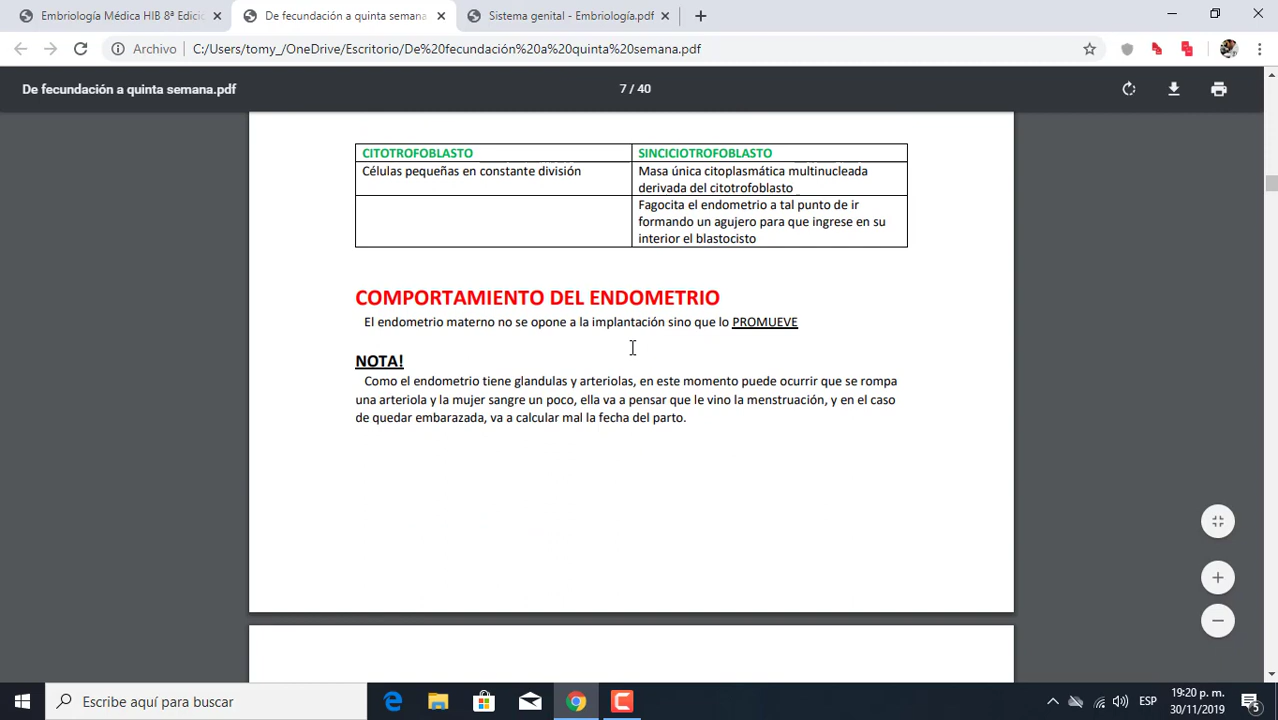 Embriología Médica HIB 8ª Edici
De fecundación a quinta semana.
Sistema genital - Embriología.pdf
Archivo
C:/Users/tomy_/OneDrive/Escritorio/De%20fecundación%20a%20quinta%20semana.pdf
De fecundación a quinta semana.pdf
7 / 40
CITOTROFOBLASTO
SINCICIOTROFOBLASTO
Células pequeñas en constante división
Masa única citoplasmática multinucleada
derivada del citotrofoblasto
Fagocita el endometrio a tal punto de ir
formando un agujero para que ingrese en su
interior el blastocisto
COMPORTAMIENTO DEL ENDOMETRIO
El endometrio materno no se opone a la implantación sino que lo PROMUEVE
NOTA!
Como el endometrio tiene glandulas y arteriolas, en este momento puede ocurrir que se rompa
una arteriola y la mujer sangre un poco, ella va a pensar que le vino la menstruación, y en el caso
de quedar embarazada, va a calcular mal la fecha del parto.
Escribe aquí para buscar
ESP
19:20 p. m.
30/11/2019
5